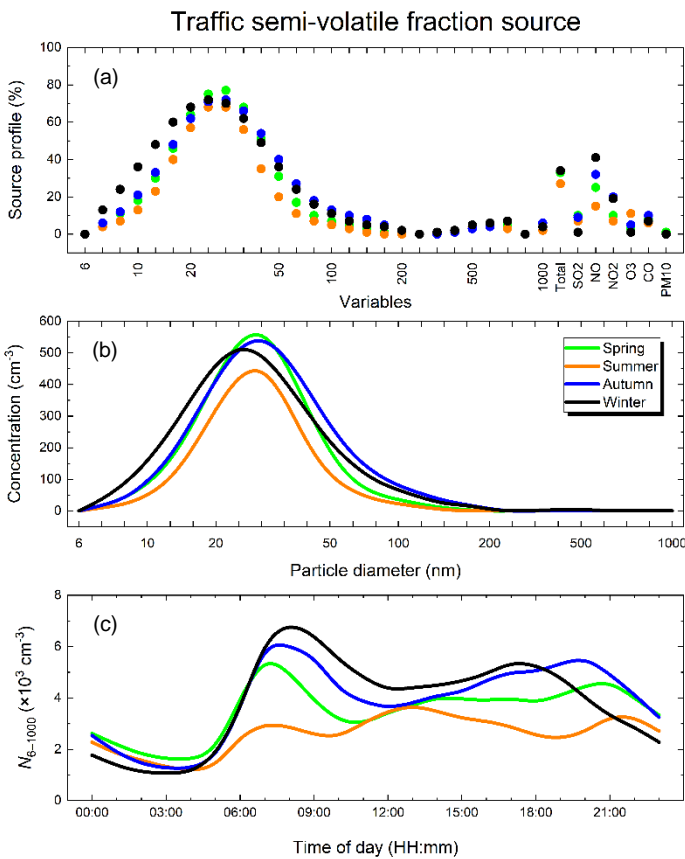 Traffic semi-volatile fraction source
(a)
Source profile (%)
100
80
60
40
20
0
6
10
20
50
100
200
500
1000
Total
SO2
NO
NO2
O3
CO
PM10
Variables
(b)
Concentration (cm⁻³)
600
500
400
300
200
100
0
Spring
Summer
Autumn
Winter
6
10
20
50
100
200
500
1000
Particle diameter (nm)
(c)
N₆₋₁₀₀₀ (×10³ cm⁻³)
8
6
4
2
0
00:00
03:00
06:00
09:00
12:00
15:00
18:00
21:00
Time of day (HH:mm)